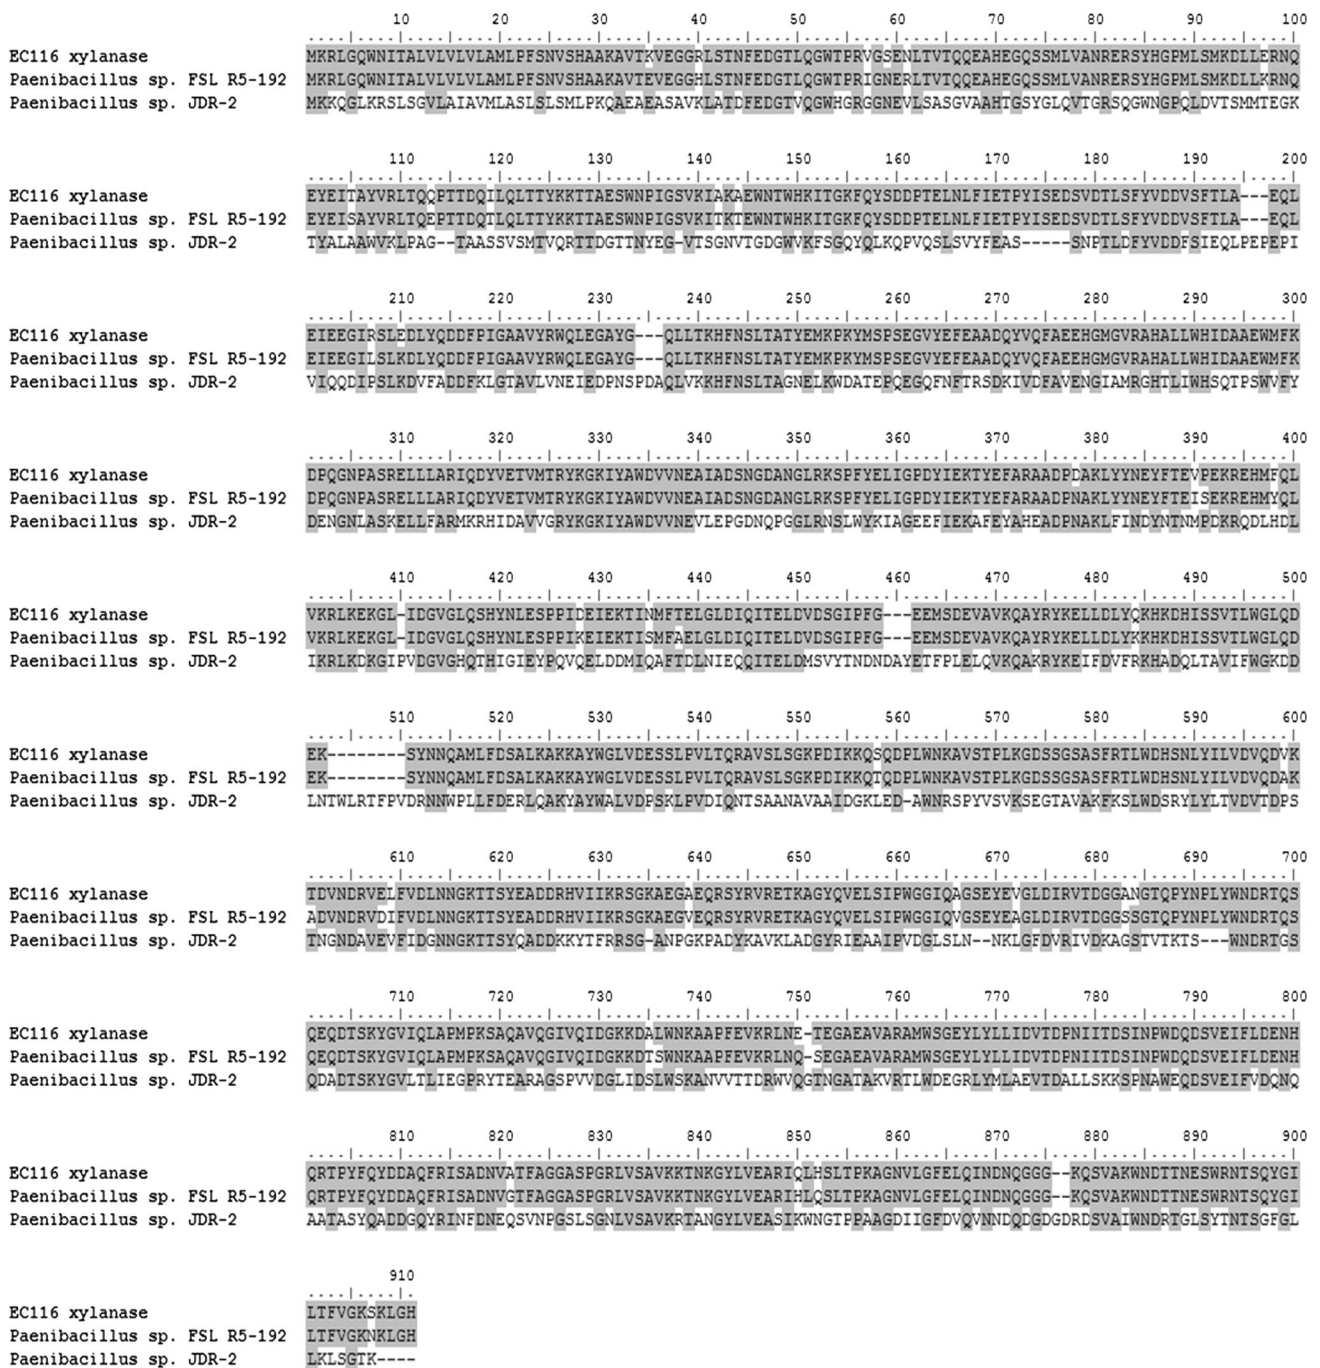 10 20 30 40 50 60 70 80 90 100
....|....|....|....|....|....|....|....|....|....|....|....|....|....|....|....|....|....|....|....|
EC116 xylanase MKRLGQWNITALVLVLVLAMLPFSNVSHAAKAVTKVEGGRLSTNFEDGTLQGWTPRVGSENLTVTQQEAHEGQSSMLVANRERSYHGPMLSMKDLLERNQ
Paenibacillus sp. FSL R5-192 MKRLGQWNITALVLVLVLAMLPFSNVSHAAKAVTEVEGGHLSTNFEDGTLQGWTPRIGNERLTVTQQEAHEGQSSMLVANRERSYHGPMLSMKDLLKRNQ
Paenibacillus sp. JDR-2 MKKQGLKRSLSGVLAIAVMLASLSLSMLPKQAEAEASAVKLATDFEDGTVQGWHGRGGNEVLSASGVAAHTGSYGLQVTGRSQGWNGPQLDVTSMMTEGK
110 120 130 140 150 160 170 180 190 200
....|....|....|....|....|....|....|....|....|....|....|....|....|....|....|....|....|....|....|....|
EC116 xylanase EYEITAYVRLTQQPTTDQILQLTTYKKTTAESWNPIGSVKIAKAEWNTWHKITGKFQYSDDPTELNLFIETPYISEDSVDTLSFYVDDVSFTLA---EQL
Paenibacillus sp. FSL R5-192 EYEISAYVRLTQEPTTDQTLQLTTYKKTTAESWNPIGSVKITKTEWNTWHKITGKFQYSDDPTELNLFIETPYISEDSVDTLSFYVDDVSFTLA---EQL
Paenibacillus sp. JDR-2 TYALAAWVKLPAG--TAASSVSMTVQRTTDGTTNYEG-VTSGNVTGDGWVKFSGQYQLKQPVQSLSVYFEAS-----SNPTLDFYVDDFSIEQLPEPEPI
210 220 230 240 250 260 270 280 290 300
....|....|....|....|....|....|....|....|....|....|....|....|....|....|....|....|....|....|....|....|
EC116 xylanase EIEEGIRSLEDLYQDDFPIGAAVYRWQLEGAYG---QLLTKHFNSLTATYEMKPKYMSPSEGVYEFEAADQYVQFAEEHGMGVRAHALLWHIDAAEWMFK
Paenibacillus sp. FSL R5-192 EIEEGILSLKDLYQDDFPIGAAVYRWQLEGAYG---QLLTKHFNSLTATYEMKPKYMSPSEGVYEFEAADQYVQFAEEHGMGVRAHALLWHIDAAEWMFK
Paenibacillus sp. JDR-2 VIQQDIPSLKDVFADDFKLGTAVLVNEIEDPNSPDAQLVKKHFNSLTAGNELKWDATEPQEGQFNFTRSDKIVDFAVENGIAMRGHTLIWHSQTPSWVFY
310 320 330 340 350 360 370 380 390 400
....|....|....|....|....|....|....|....|....|....|....|....|....|....|....|....|....|....|....|....|
EC116 xylanase DPQGNPASRELLLARIQDYVETVMTRYKGKIYAWDVVNEAIADSNGDANGLRKSPFYELIGPDYIEKTYEFARAADPDAKLYYNEYFTEVPEKREHMFQL
Paenibacillus sp. FSL R5-192 DPQGNPASRELLLARIQDYVETVMTRYKGKIYAWDVVNEAIADSNGDANGLRKSPFYELIGPDYIEKTYEFARAADPNAKLYYNEYFTEISEKREHMYQL
Paenibacillus sp. JDR-2 DENGNLASKELLFARMKRHIDAVVGRYKGKIYAWDVVNEVLEPGDNQPGGLRNSLWYKIAGEEFIEKAFEYAHEADPNAKLFINDYNTNMPDKRQDLHDL
410 420 430 440 450 460 470 480 490 500
....|....|....|....|....|....|....|....|....|....|....|....|....|....|....|....|....|....|....|....|
EC116 xylanase VKRLKEKGL-IDGVGLQSHYNLESPPIDEIEKTINMFTELGLDIQITELDVDSGIPFG---EEMSDEVAVKQAYRYKELLDLYQKHKDHISSVTLWGLQD
Paenibacillus sp. FSL R5-192 VKRLKEKGL-IDGVGLQSHYNLESPPIKEIEKTISMFAELGLDIQITELDVDSGIPFG---EEMSDEVAVKQAYRYKELLDLYKKHKDHISSVTLWGLQD
Paenibacillus sp. JDR-2 IKRLKDKGIPVDGVGHQTHIGIEYPQVQELDDMIQAFTDLNIEQQITELDMSVYTNDNDAYETFPLELQVKQAKRYKEIFDVFRKHADQLTAVIFWGKDD
510 520 530 540 550 560 570 580 590 600
....|....|....|....|....|....|....|....|....|....|....|....|....|....|....|....|....|....|....|....|
EC116 xylanase EK--------SYNNQAMLFDSALKAKKAYWGLVDESSLPVLTQRAVSLSGKPDIKKQSQDPLWNKAVSTPLKGDSSGSASFRTLWDHSNLYILVDVQDVK
Paenibacillus sp. FSL R5-192 EK--------SYNNQAMLFDSALKAKKAYWGLVDESSLPVLTQRAVSLSGKPDIKKQTQDPLWNKAVSTPLKGDSSGSASFRTLWDHSNLYILVDVQDAK
Paenibacillus sp. JDR-2 LNTWLRTFPVDRNNWPLLFDERLQAKYAYWALVDPSKLPVDIQNTSAANAVAAIDGKLED-AWNRSPYVSVKSEGTAVAKFKSLWDSRYLYLTVDVTDPS
610 620 630 640 650 660 670 680 690 700
....|....|....|....|....|....|....|....|....|....|....|....|....|....|....|....|....|....|....|....|
EC116 xylanase TDVNDRVELFVDLNNGKTTSYEADDRHVIIKRSGKAEGAEQRSYRVRETKAGYQVELSIPWGGIQAGSEYEVGLDIRVTDGGANGTQPYNPLYWNDRTQS
Paenibacillus sp. FSL R5-192 ADVNDRVDIFVDLNNGKTTSYEADDRHVIIKRSGKAEGVEQRSYRVRETKAGYQVELSIPWGGIQVGSEYEAGLDIRVTDGGSSGTQPYNPLYWNDRTQS
Paenibacillus sp. JDR-2 TNGNDAVEVFIDGNNGKTTSYQADDKKYTFRRSG-ANPGKPADYKAVKLADGYRIEAAIPVDGLSLN--NKLGFDVRIVDKAGSTVTKTS---WNDRTGS
710 720 730 740 750 760 770 780 790 800
....|....|....|....|....|....|....|....|....|....|....|....|....|....|....|....|....|....|....|....|
EC116 xylanase QEQDTSKYGVIQLAPMPKSAQAVQGIVQIDGKKDALWNKAAPFEVKRLNE-TEGAEAVARAMWSGEYLYLLIDVTDPNIITDSINPWDQDSVEIFLDENH
Paenibacillus sp. FSL R5-192 QEQDTSKYGVIQLAPMPKSAQAVQGIVQIDGKKDTSWNKAAPFEVKRLNQ-SEGAEAVARAMWSGEYLYLLIDVTDPNIITDSINPWDQDSVEIFLDENH
Paenibacillus sp. JDR-2 QDADTSKYGVLTLIEGPRYTEARAGSPVVDGLIDSLWSKANVVTTDRWVQGTNGATAKVRTLWDEGRLYMLAEVTDALLSKKSPNAWEQDSVEIFVDQNQ
810 820 830 840 850 860 870 880 890 900
....|....|....|....|....|....|....|....|....|....|....|....|....|....|....|....|....|....|....|....|
EC116 xylanase QRTPYFQYDDAQFRISADNVATFAGGASPGRLVSAVKKTNKGYLVEARIQLHSLTPKAGNVLGFELQINDNQGGG--KQSVAKWNDTTNESWRNTSQYGI
Paenibacillus sp. FSL R5-192 QRTPYFQYDDAQFRISADNVGTFAGGASPGRLVSAVKKTNKGYLVEARIHLQSLTPKAGNVLGFELQINDNQGGG--KQSVAKWNDTTNESWRNTSQYGI
Paenibacillus sp. JDR-2 AATASYQADDGQYRINFDNEQSVNPGSLSGNLVSAVKRTANGYLVEASIKWNGTPPAAGDIIGFDVQVNNDQDGDGDRDSVAIWNDRTGLSYTNTSGFGL
910
....|....|.
EC116 xylanase LTFVGKSKLGH
Paenibacillus sp. FSL R5-192 LTFVGKNKLGH
Paenibacillus sp. JDR-2 LKLSGTK----